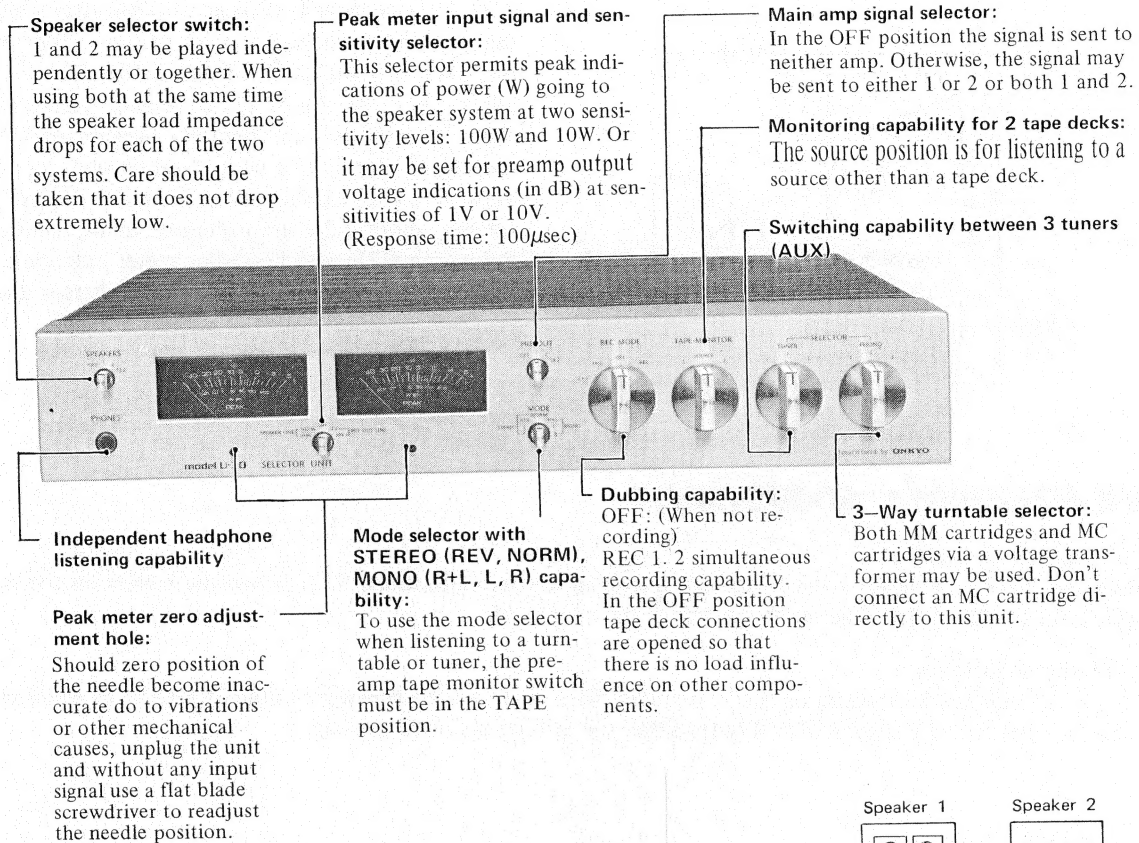 Speaker selector switch:
1 and 2 may be played inde-
pendently or together. When
using both at the same time
the speaker load impedance
drops for each of the two
systems. Care should be
taken that it does not drop
extremely low.
Peak meter input signal and sen-
sitivity selector:
This selector permits peak indi-
cations of power (W) going to
the speaker system at two sensi-
tivity levels: 100W and 10W. Or
it may be set for preamp output
voltage indications (in dB) at sen-
sitivities of 1V or 10V.
(Response time: 100μsec)
Main amp signal selector:
In the OFF position the signal is sent to
neither amp. Otherwise, the signal may
be sent to either 1 or 2 or both 1 and 2.
Monitoring capability for 2 tape decks:
The source position is for listening to a
source other than a tape deck.
Switching capability between 3 tuners
(AUX)
SPEAKERS
PHONES
MODE
REC MODE
TAPE MONITOR
TUNER
SELECTOR
PHONO
model U- 0 SELECTOR UNIT
ONKYO
Independent headphone
listening capability
Peak meter zero adjust-
ment hole:
Should zero position of
the needle become inac-
curate do to vibrations
or other mechanical
causes, unplug the unit
and without any input
signal use a flat blade
screwdriver to readjust
the needle position.
Mode selector with
STEREO (REV, NORM),
MONO (R+L, L, R) capa-
bility:
To use the mode selector
when listening to a turn-
table or tuner, the pre-
amp tape monitor switch
must be in the TAPE
position.
Dubbing capability:
OFF: (When not re-
cording)
REC 1. 2 simultaneous
recording capability.
In the OFF position
tape deck connections
are opened so that
there is no load influ-
ence on other compo-
nents.
3—Way turntable selector:
Both MM cartridges and MC
cartridges via a voltage trans-
former may be used. Don't
connect an MC cartridge di-
rectly to this unit.
Speaker 1
Speaker 2